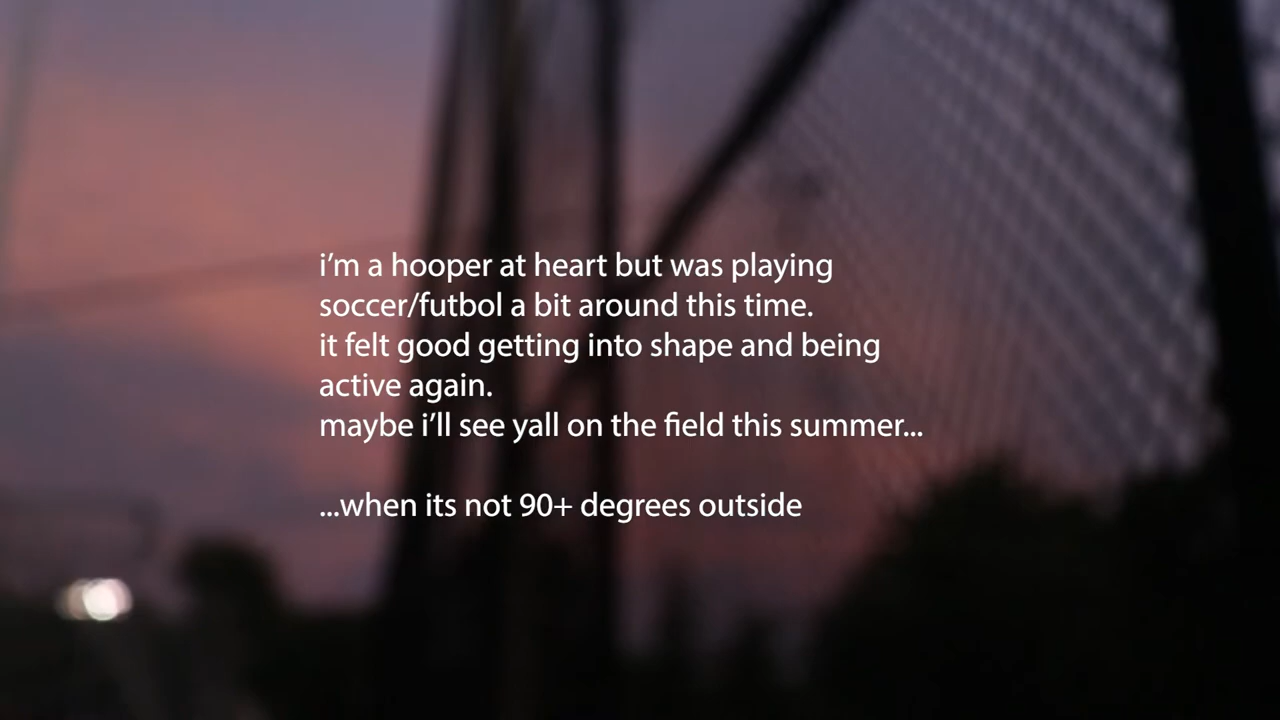 i’m a hooper at heart but was playing
soccer/futbol a bit around this time.
it felt good getting into shape and being
active again.
maybe i’ll see yall on the field this summer...
...when its not 90+ degrees outside